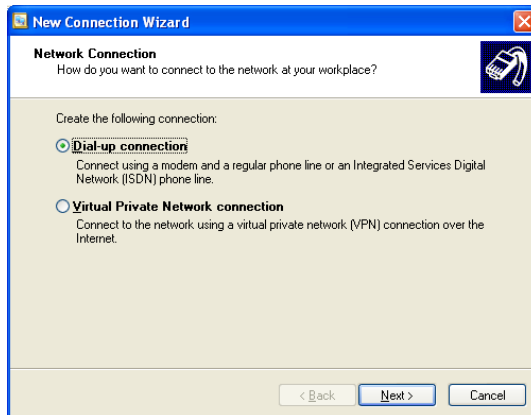 New Connection Wizard
Network Connection
How do you want to connect to the network at your workplace?
Create the following connection:
Dial-up connection
Connect using a modem and a regular phone line or an Integrated Services Digital
Network (ISDN) phone line.
Virtual Private Network connection
Connect to the network using a virtual private network (VPN) connection over the
Internet.
< Back
Next >
Cancel